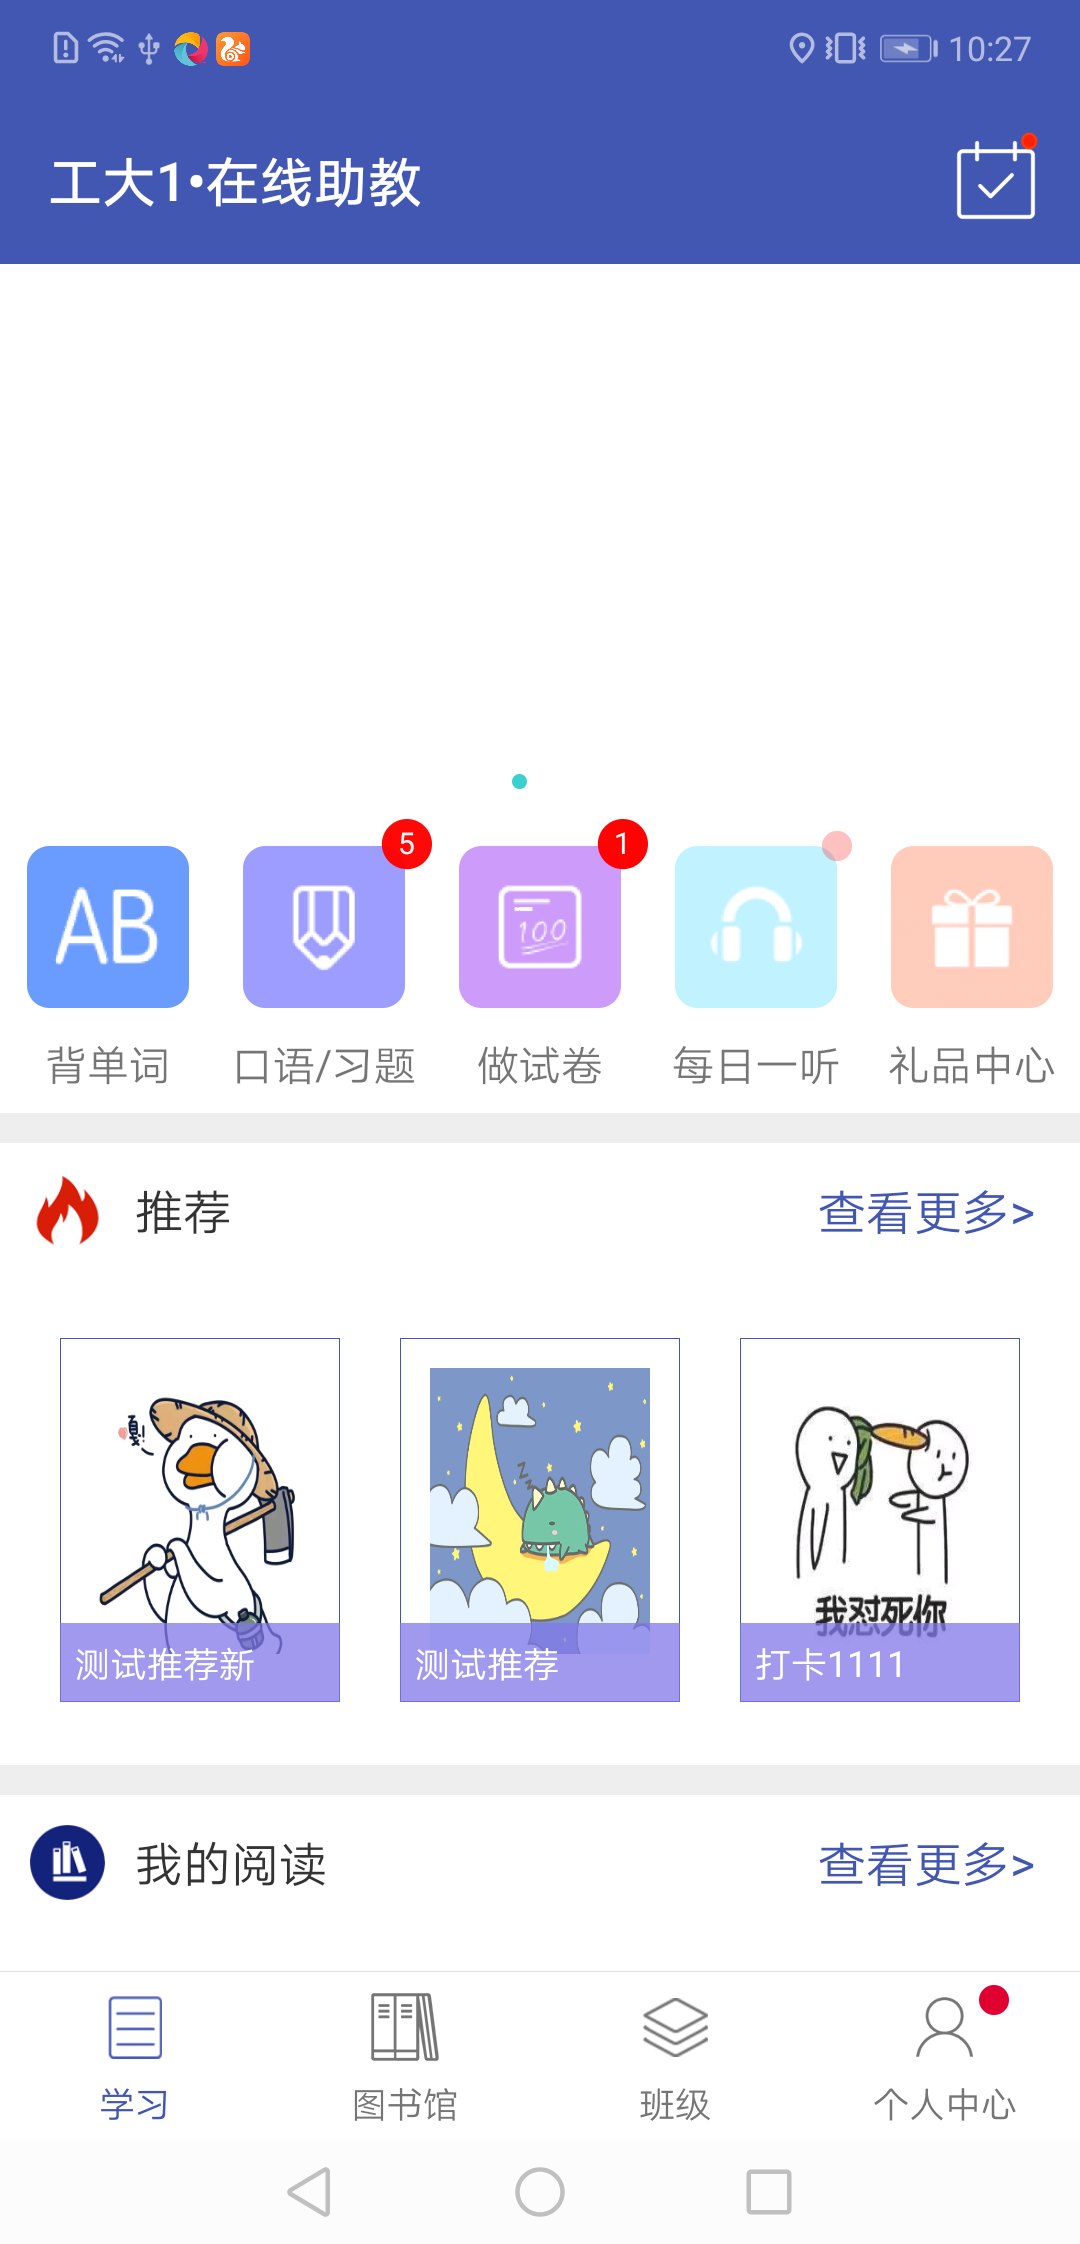 10:27
工大1•在线助教
5
1
AB
100
背单词
口语/习题
做试卷
每日一听
礼品中心
推荐
查看更多>
嘎!
z z z
我怼死你
测试推荐新
测试推荐
打卡1111
我的阅读
查看更多>
学习
图书馆
班级
个人中心